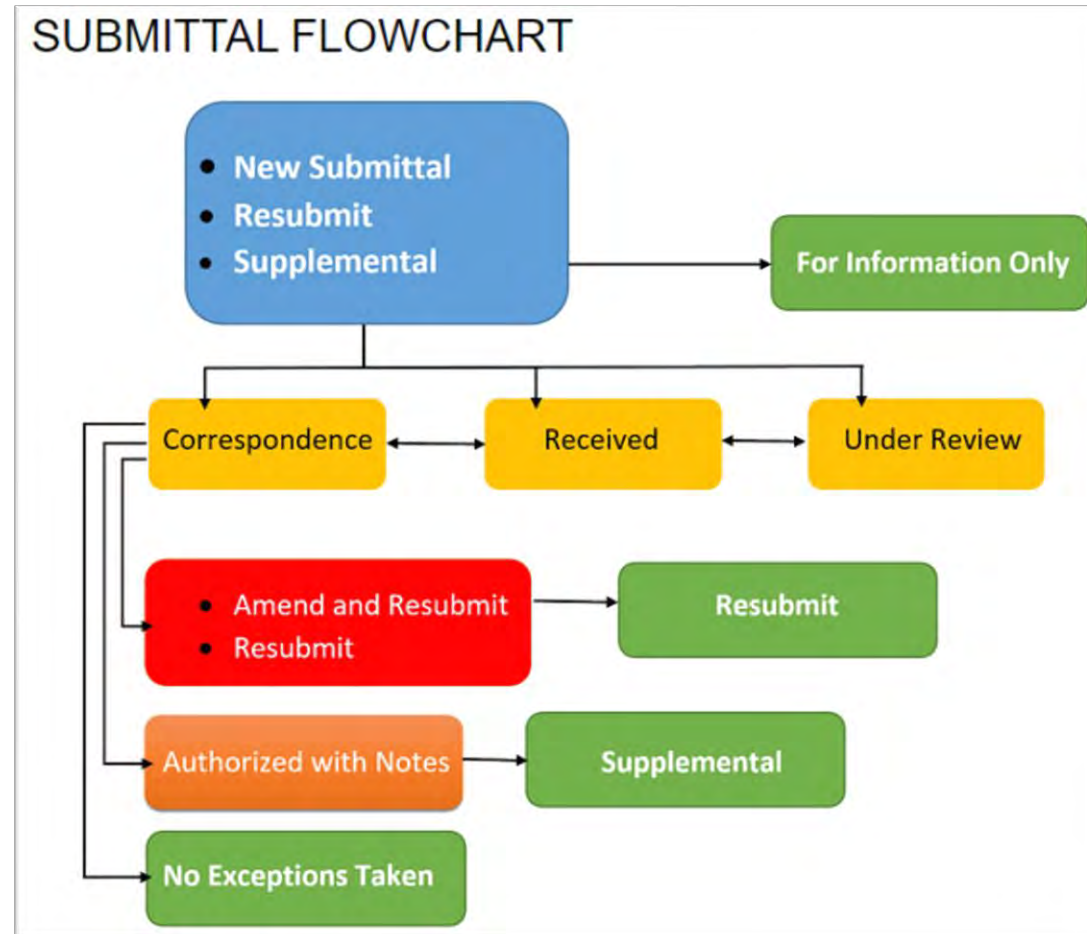 SUBMITTAL FLOWCHART
• New Submittal
• Resubmit
• Supplemental
For Information Only
Correspondence
Received
Under Review
• Amend and Resubmit
• Resubmit
Resubmit
Authorized with Notes
Supplemental
No Exceptions Taken